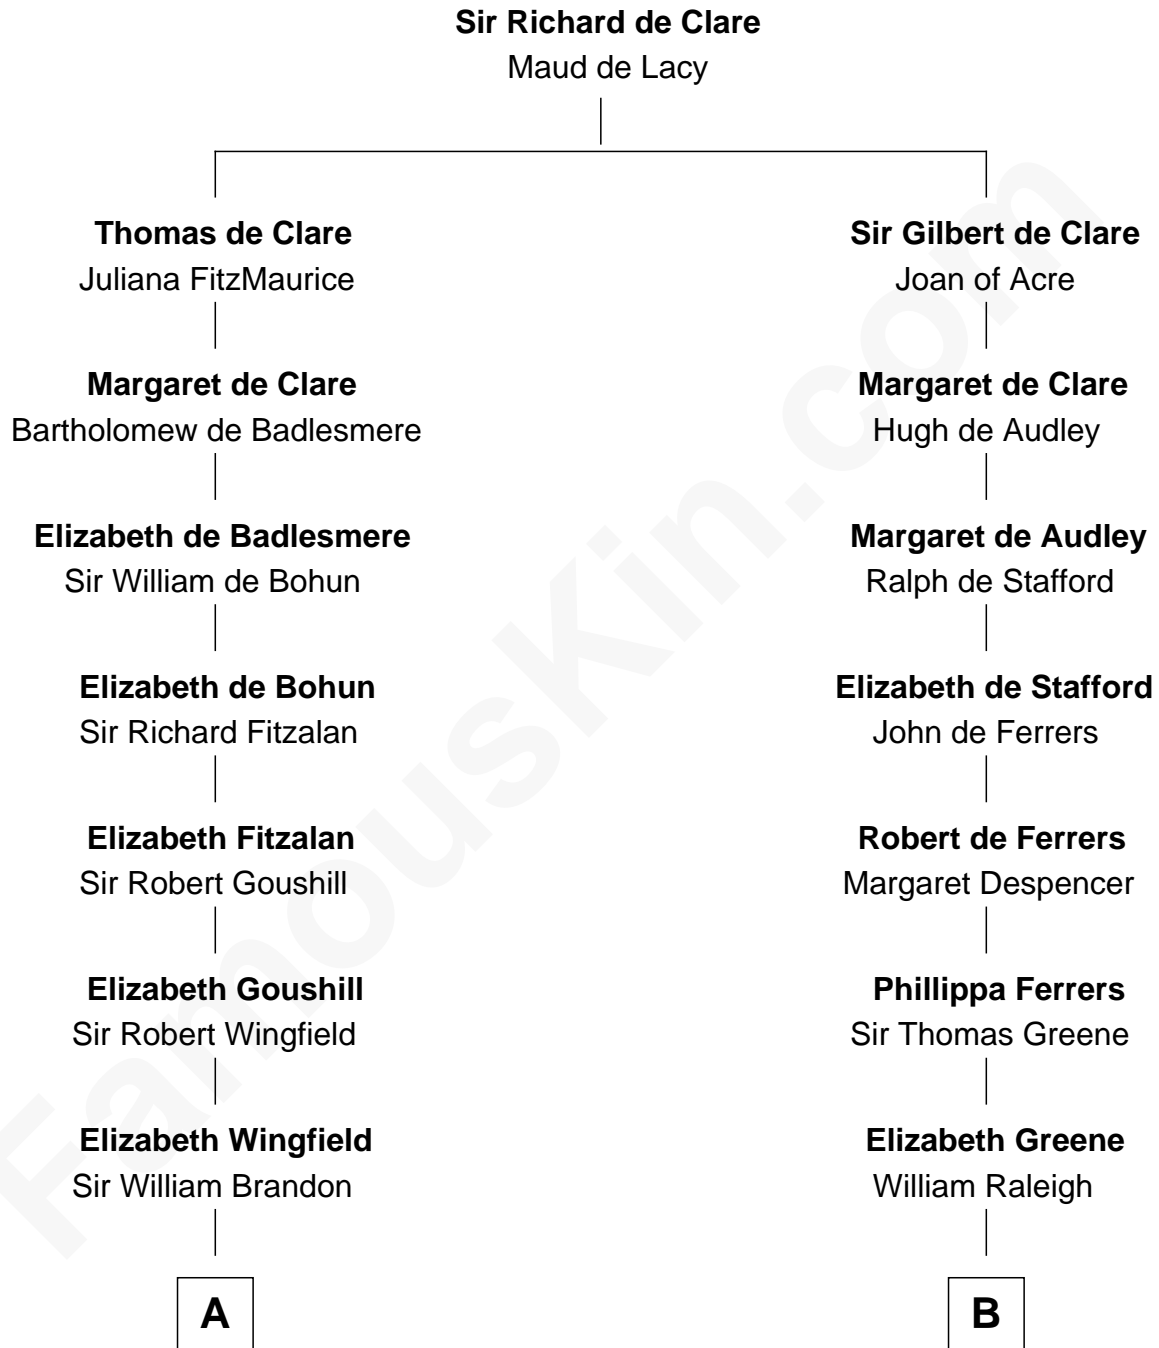 Sir Richard de Clare
Maud de Lacy
Thomas de Clare
Juliana FitzMaurice
Sir Gilbert de Clare
Joan of Acre
Margaret de Clare
Bartholomew de Badlesmere
Margaret de Clare
Hugh de Audley
Elizabeth de Badlesmere
Sir William de Bohun
Margaret de Audley
Ralph de Stafford
Elizabeth de Bohun
Sir Richard Fitzalan
Elizabeth de Stafford
John de Ferrers
Elizabeth Fitzalan
Sir Robert Goushill
Robert de Ferrers
Margaret Despencer
Elizabeth Goushill
Sir Robert Wingfield
Phillippa Ferrers
Sir Thomas Greene
Elizabeth Wingfield
Sir William Brandon
Elizabeth Greene
William Raleigh
A
B
FamousKin.com